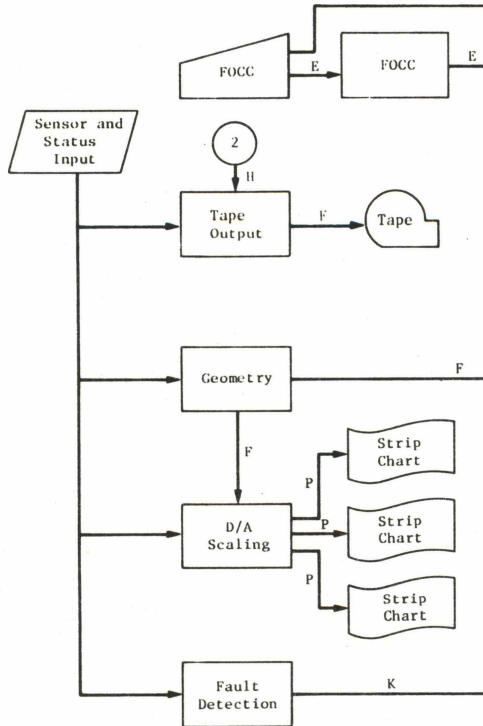 FOCC
E
FOCC
E
Sensor and
Status
Input
2
H
Tape
Output
F
Tape
Geometry
F
F
Strip
Chart
P
D/A
Scaling
P
Strip
Chart
P
Strip
Chart
Fault
Detection
K